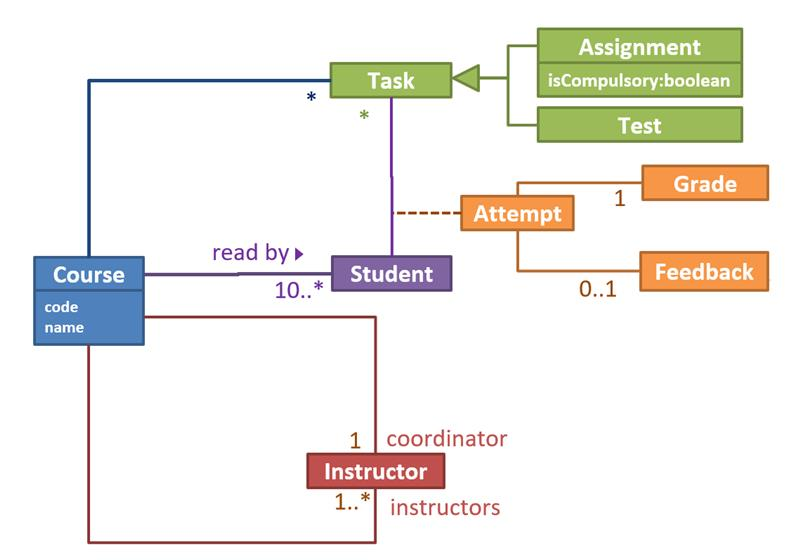 Assignment
Task
isCompulsory:boolean
*
*
Test
Grade
1
Attempt
read by
Course
Student
Feedback
10..*
0..1
code
name
1
coordinator
Instructor
1..*
instructors